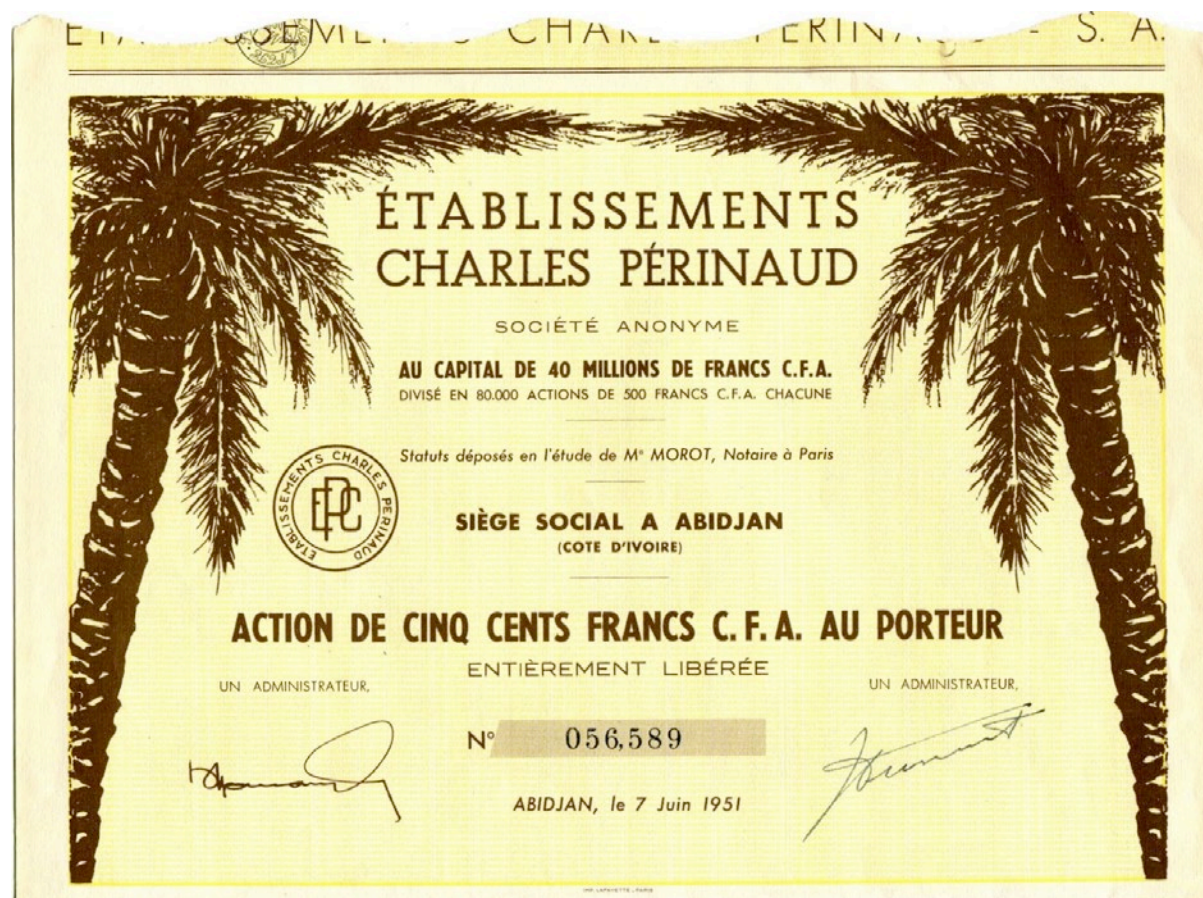 ÉTABLISSEMENTS
CHARLES PÉRINAUD
SOCIÉTÉ ANONYME
AU CAPITAL DE 40 MILLIONS DE FRANCS C.F.A.
DIVISÉ EN 80.000 ACTIONS DE 500 FRANCS C.F.A. CHACUNE
Statuts déposés en l'étude de Mᵉ MOROT, Notaire à Paris
ÉTABLISSEMENTS CHARLES PÉRINAUD
EPC
SIÈGE SOCIAL A ABIDJAN
(COTE D'IVOIRE)
ACTION DE CINQ CENTS FRANCS C.F.A. AU PORTEUR
ENTIÈREMENT LIBÉRÉE
UN ADMINISTRATEUR,
UN ADMINISTRATEUR,
N° 056,589
ABIDJAN, le 7 Juin 1951
IMP. LAFAYETTE - PARIS